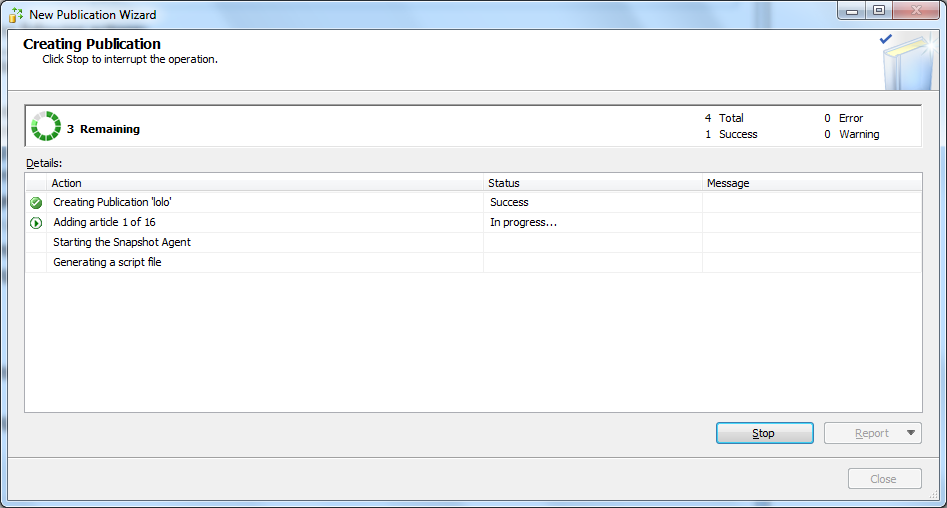 New Publication Wizard
Creating Publication
Click Stop to interrupt the operation.
3 Remaining
4 Total 0 Error
1 Success 0 Warning
Details:
Action Status Message
Creating Publication 'lolo' Success
Adding article 1 of 16 In progress...
Starting the Snapshot Agent
Generating a script file
Stop Report
Close